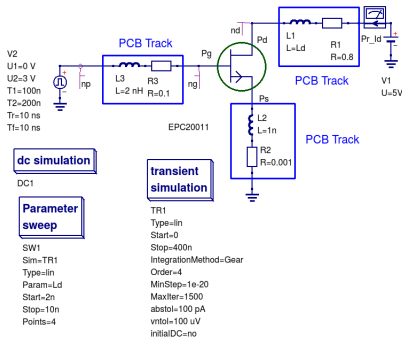 nd
Pd
PCB Track
L1
L=Ld
R1
R=0.8
Pr_Id
V1
U=5V
V2
U1=0 V
U2=3 V
T1=100n
T2=200n
Tr=10 ns
Tf=10 ns
np
PCB Track
L3
L=2 nH
R3
R=0.1
Pg
ng
EPC20011
Ps
L2
L=1n
R2
R=0.001
PCB Track
dc simulation
DC1
Parameter
sweep
SW1
Sim=TR1
Type=lin
Param=Ld
Start=2n
Stop=10n
Points=4
transient
simulation
TR1
Type=lin
Start=0
Stop=400n
IntegrationMethod=Gear
Order=4
MinStep=1e-20
MaxIter=1500
abstol=100 pA
vntol=100 uV
initialDC=no